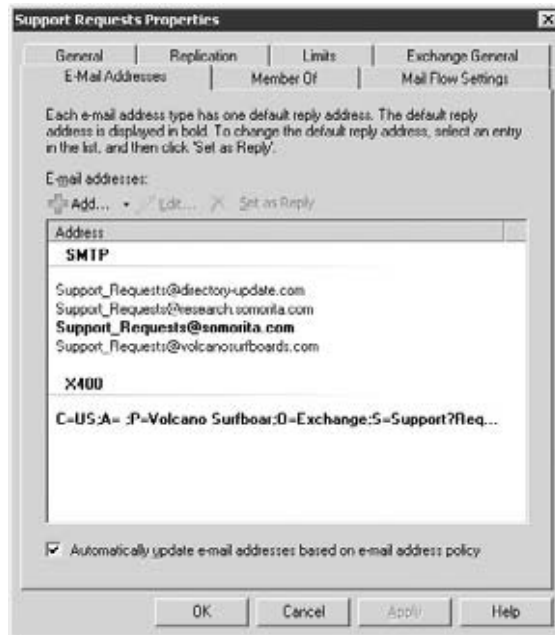 Support Requests Properties
General Replication Limits Exchange General
E-Mail Addresses Member Of Mail Flow Settings
Each e-mail address type has one default reply address. The default reply
address is displayed in bold. To change the default reply address, select an entry
in the list, and then click 'Set as Reply'.
E-mail addresses:
Add... Edit... Set as Reply
Address
SMTP
Support_Requests@directory-update.com
Support_Requests@research.somorita.com
Support_Requests@somorita.com
Support_Requests@volcanosurfboards.com
X400
C=US;A= ;P=Volcano Surfboar;O=Exchange;S=Support?Req...
Automatically update e-mail addresses based on e-mail address policy
OK Cancel Apply Help